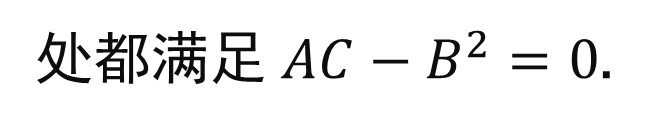 处都满足 AC − B² = 0.